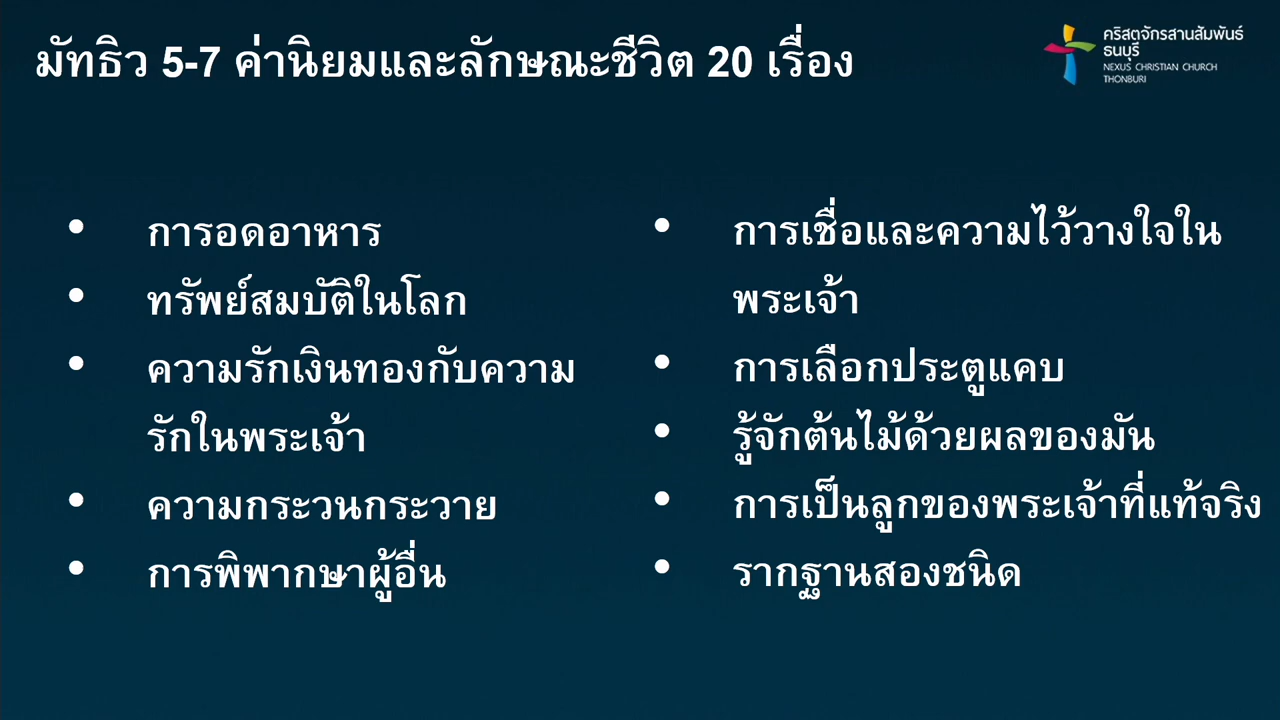 มัทธิว 5-7 ค่านิยมและลักษณะชีวิต 20 เรื่อง
คริสตจักรสานสัมพันธ์
ธนบุรี
NEXUS CHRISTIAN CHURCH
THONBURI
• การอดอาหาร
• ทรัพย์สมบัติในโลก
• ความรักเงินทองกับความ
รักในพระเจ้า
• ความกระวนกระวาย
• การพิพากษาผู้อื่น
• การเชื่อและความไว้วางใจใน
พระเจ้า
• การเลือกประตูแคบ
• รู้จักต้นไม้ด้วยผลของมัน
• การเป็นลูกของพระเจ้าที่แท้จริง
• รากฐานสองชนิด